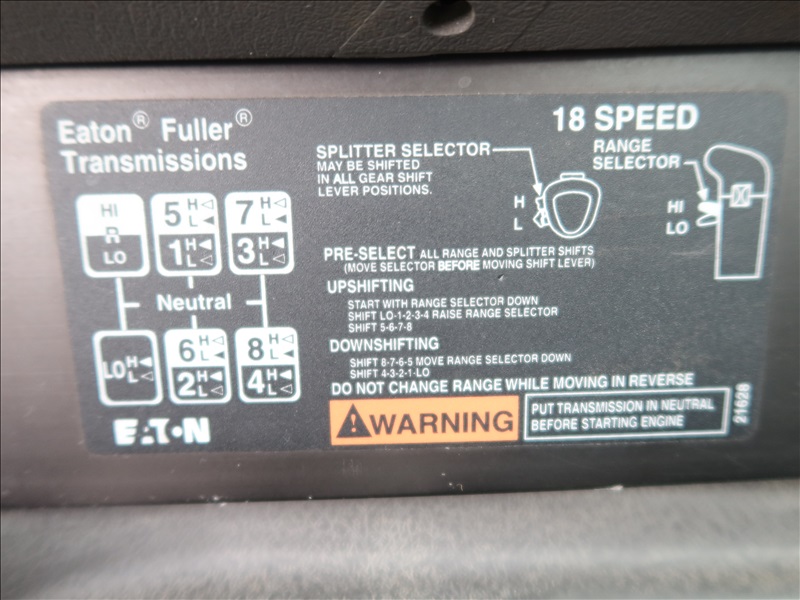 Eaton® Fuller®
Transmissions
18 SPEED
SPLITTER SELECTOR
MAY BE SHIFTED
IN ALL GEAR SHIFT
LEVER POSITIONS.
RANGE
SELECTOR
H
L
HI
LO
HI
R
LO
5 H L
1 H L
7 H L
3 H L
Neutral
LO H L
6 H L
2 H L
8 H L
4 H L
PRE-SELECT ALL RANGE AND SPLITTER SHIFTS
(MOVE SELECTOR BEFORE MOVING SHIFT LEVER)
UPSHIFTING
START WITH RANGE SELECTOR DOWN
SHIFT LO-1-2-3-4 RAISE RANGE SELECTOR
SHIFT 5-6-7-8
DOWNSHIFTING
SHIFT 8-7-6-5 MOVE RANGE SELECTOR DOWN
SHIFT 4-3-2-1-LO
DO NOT CHANGE RANGE WHILE MOVING IN REVERSE
EATON
WARNING
PUT TRANSMISSION IN NEUTRAL
BEFORE STARTING ENGINE
21628